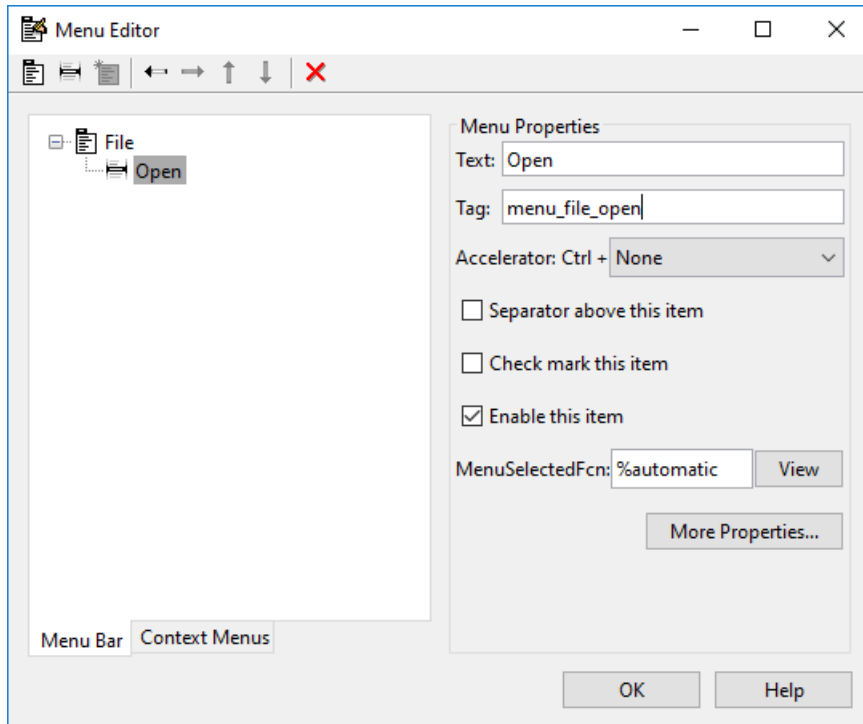 Menu Editor
File
Open
Menu Properties
Text: Open
Tag: menu_file_open
Accelerator: Ctrl + None
Separator above this item
Check mark this item
Enable this item
MenuSelectedFcn: %automatic View
More Properties...
Menu Bar Context Menus
OK Help